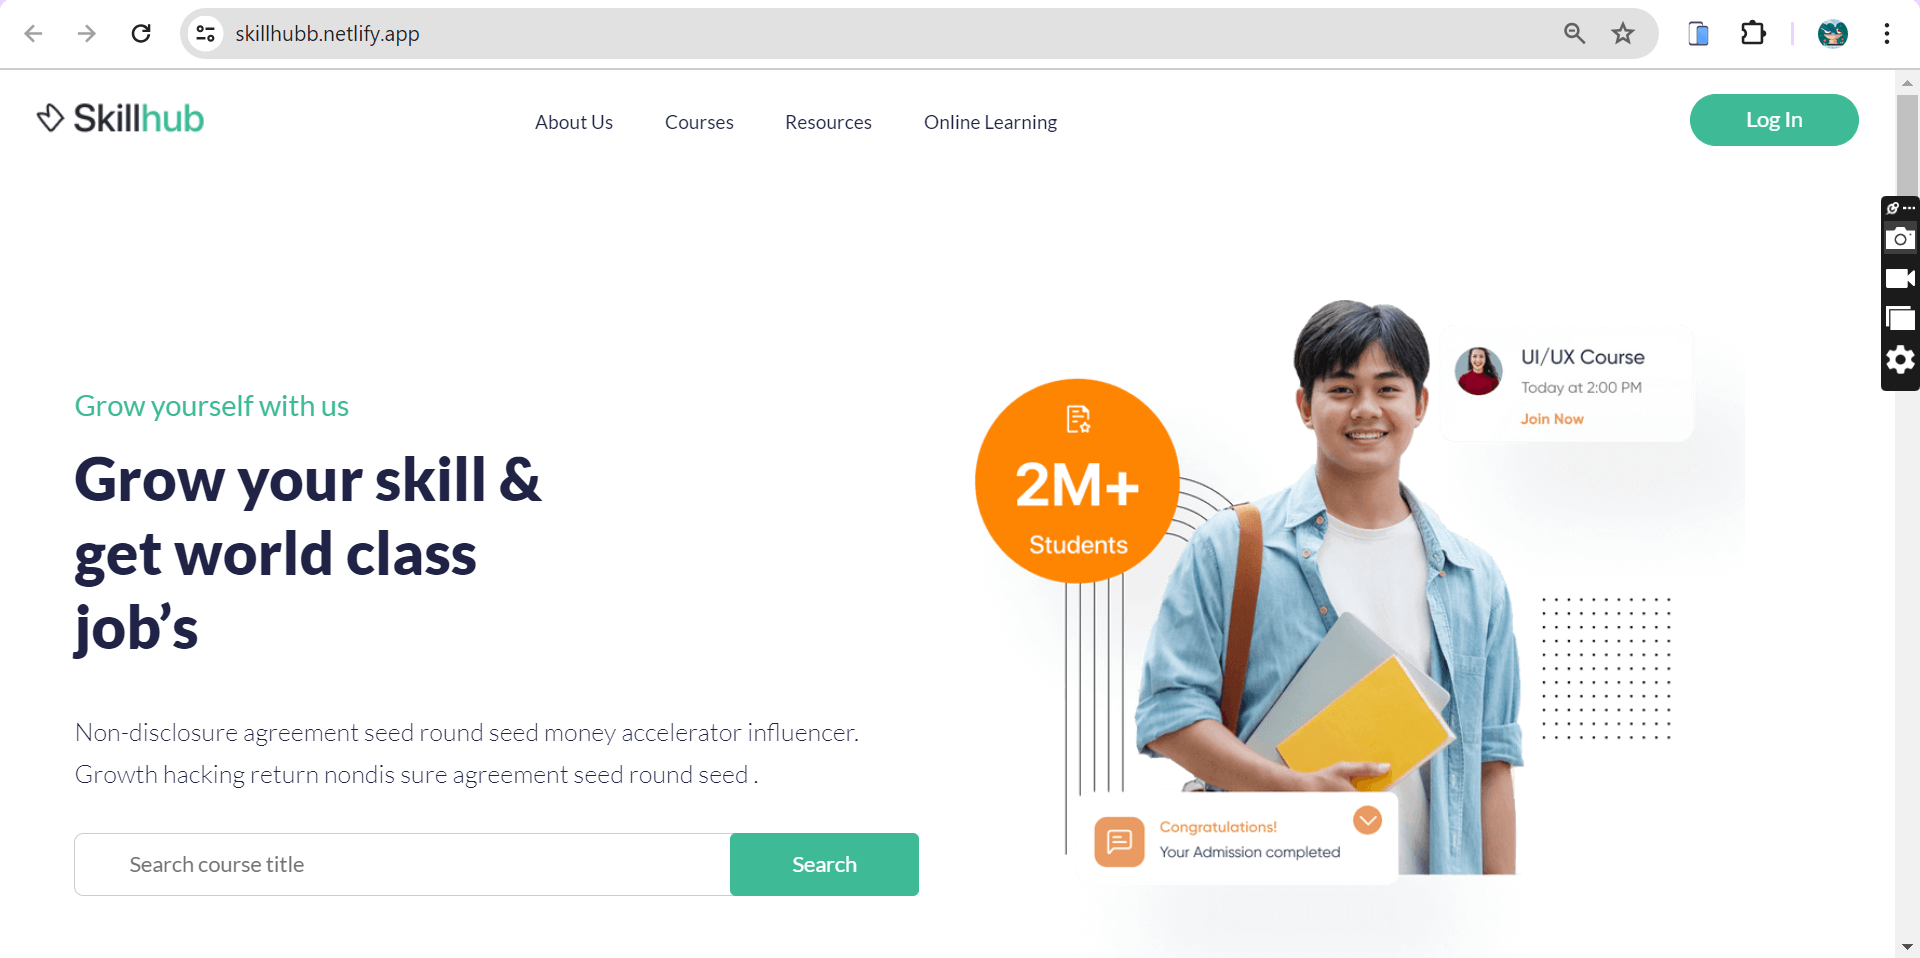 skillhubb.netlify.app
Skillhub
About Us
Courses
Resources
Online Learning
Log In
Grow yourself with us
Grow your skill &
get world class
job’s
Non-disclosure agreement seed round seed money accelerator influencer.
Growth hacking return nondis sure agreement seed round seed .
Search course title
Search
2M+
Students
UI/UX Course
Today at 2:00 PM
Join Now
Congratulations!
Your Admission completed